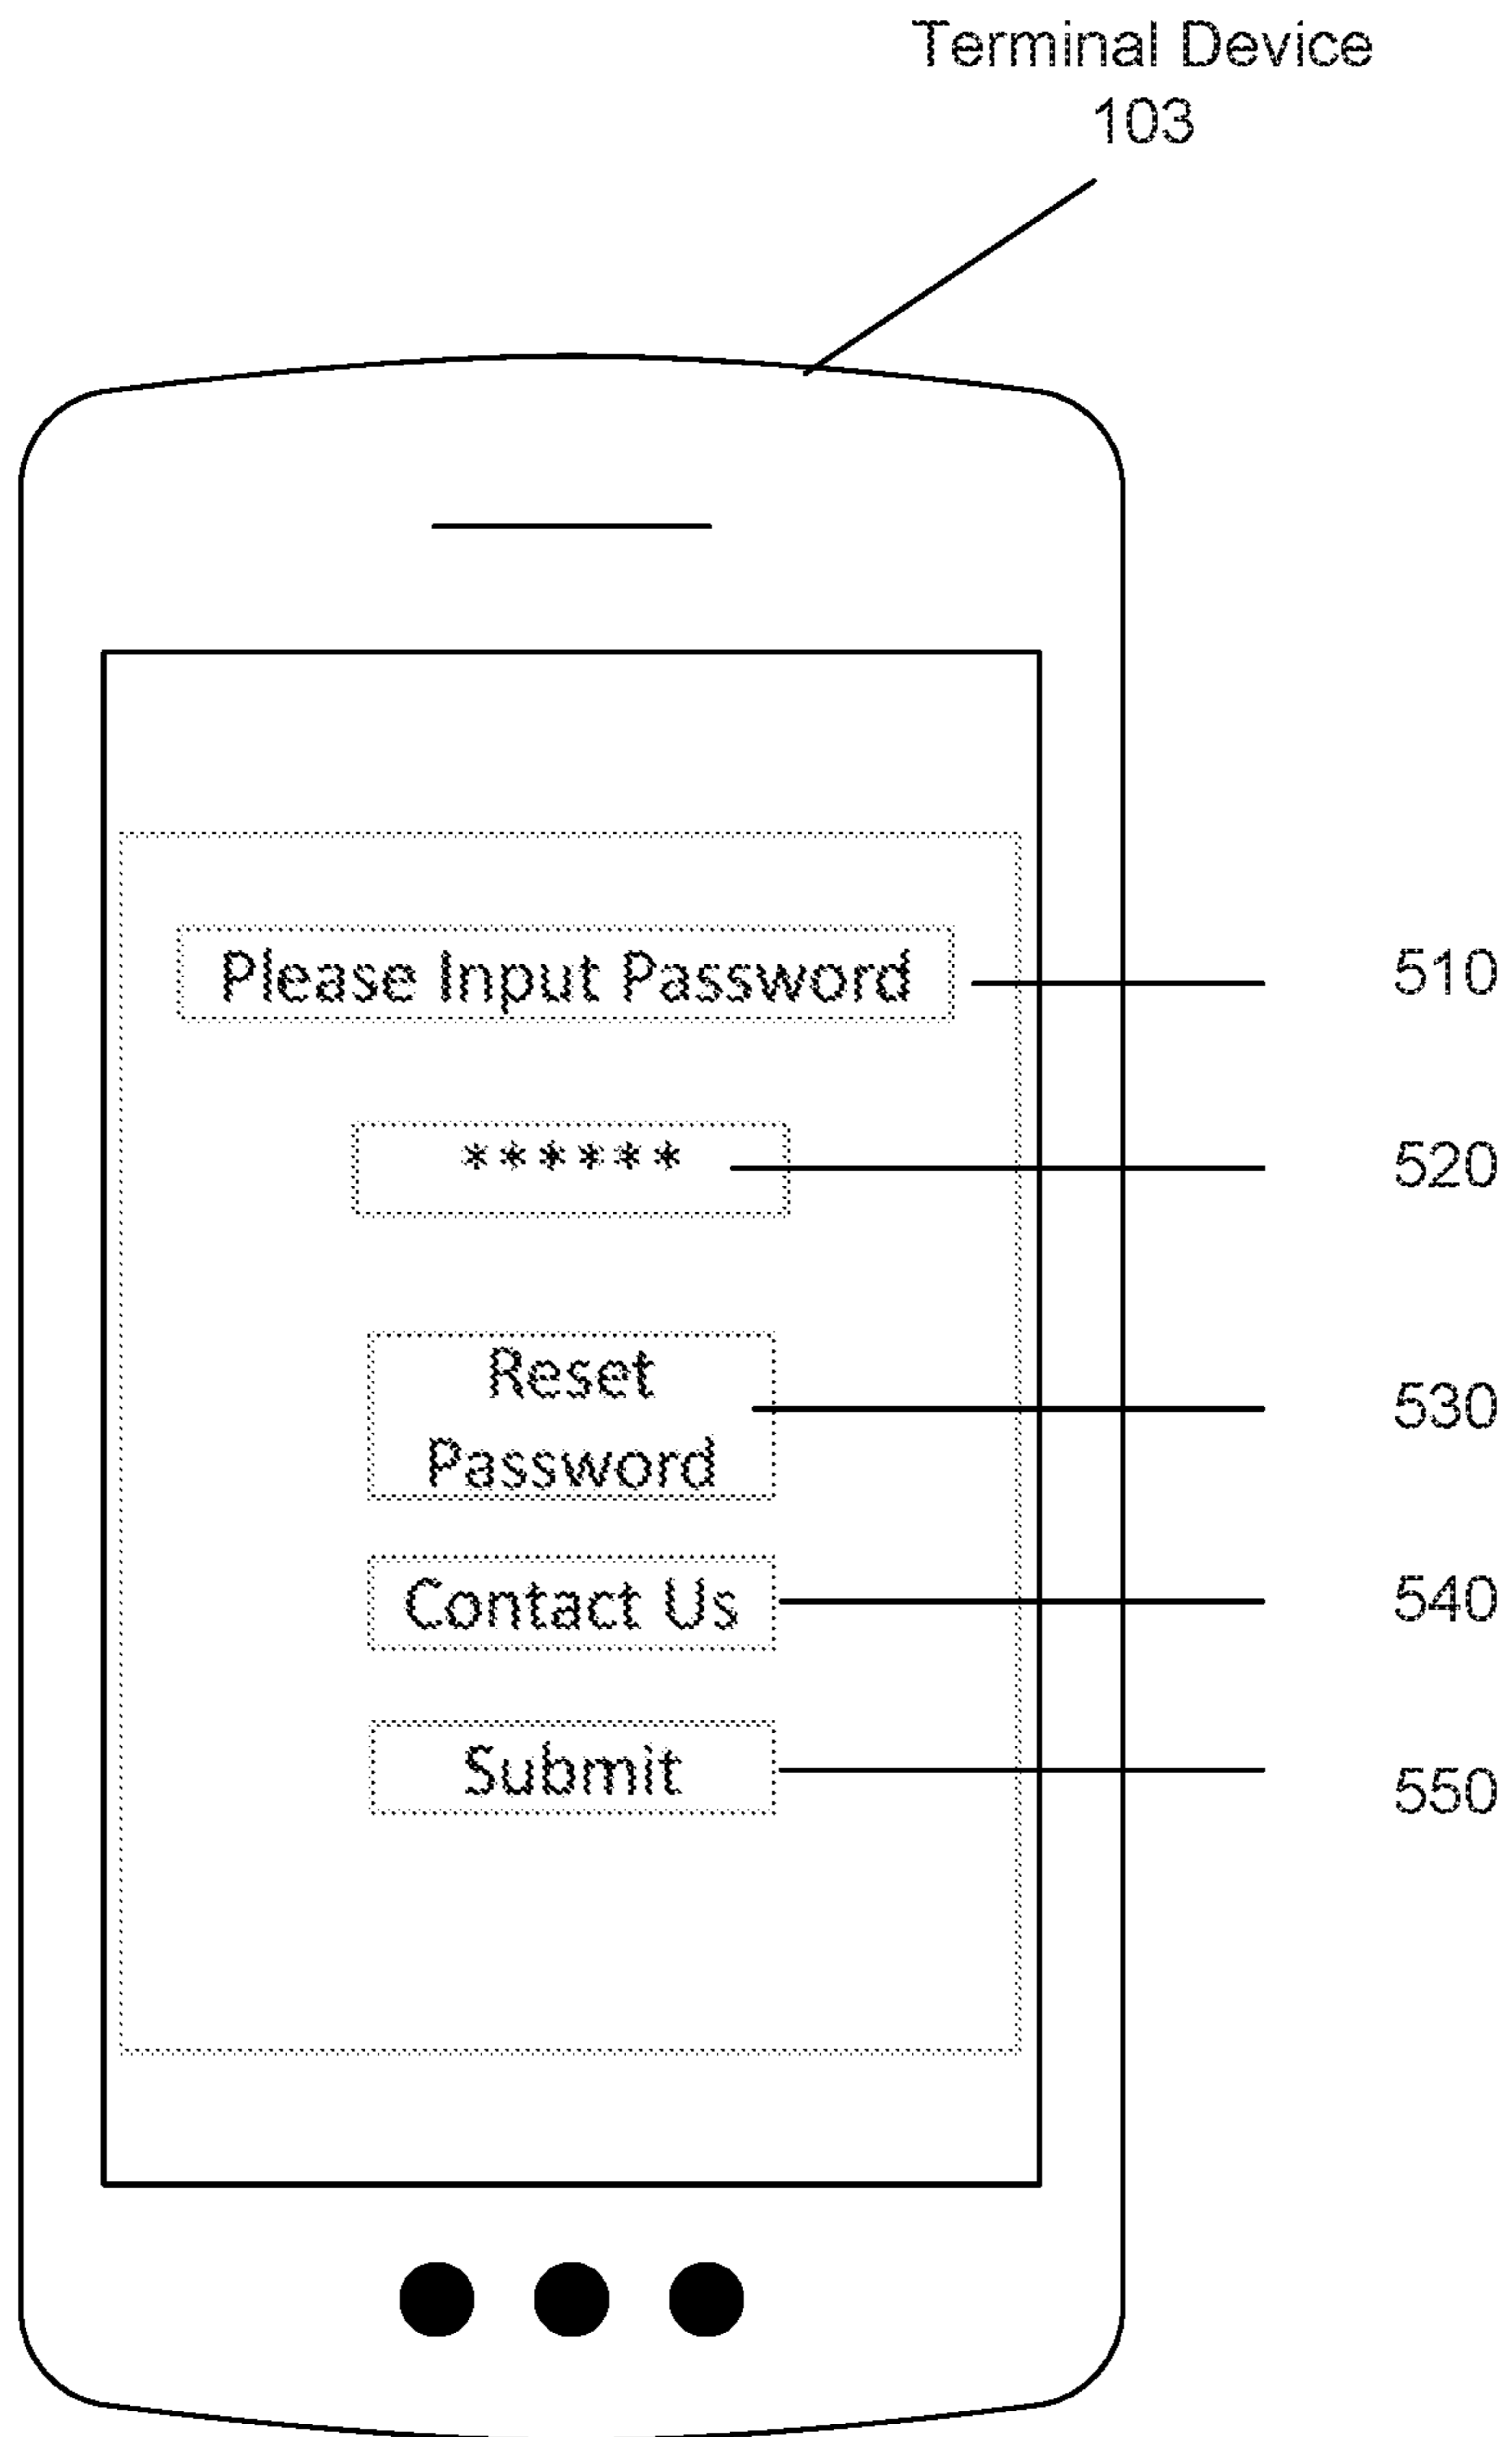 Terminal Device
103
Please Input Password
510
******
520
Reset
Password
530
Contact Us
540
Submit
550